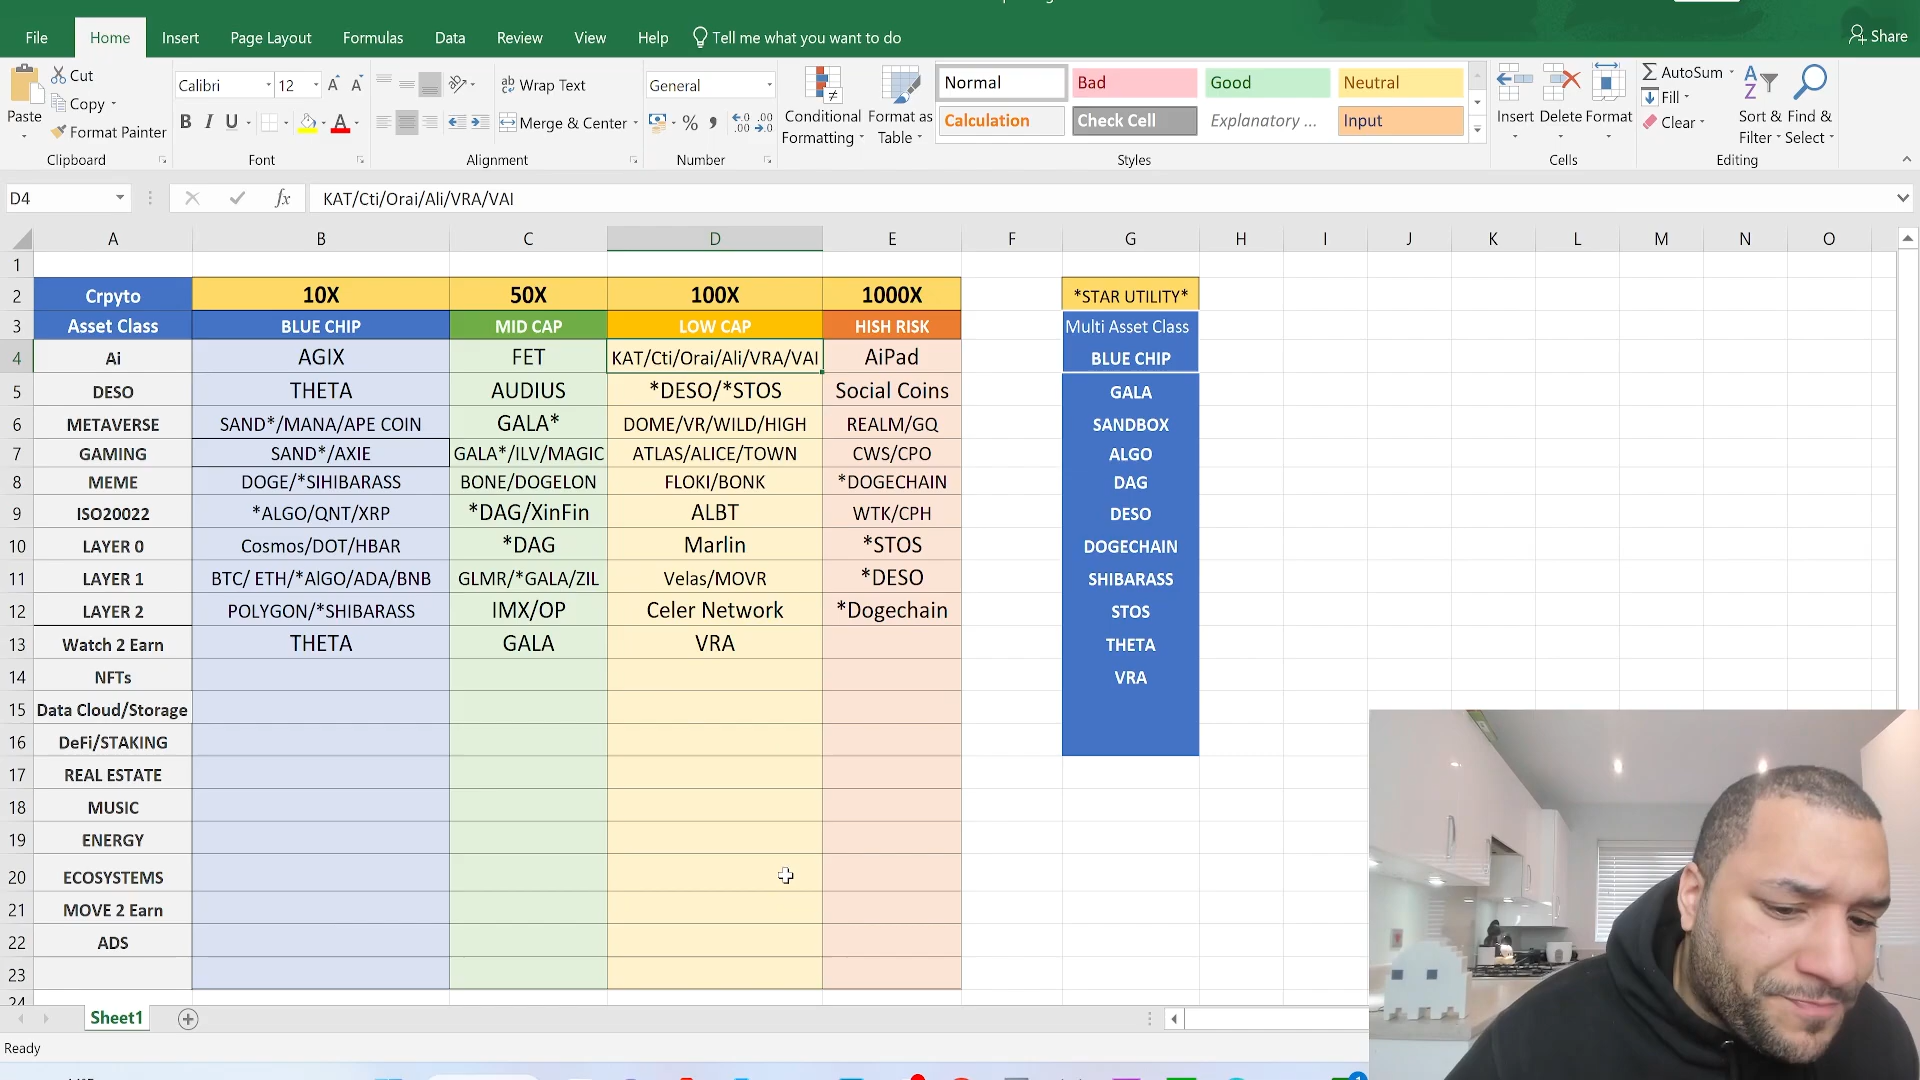 File Home Insert Page Layout Formulas Data Review View Help Tell me what you want to do Share
Paste Cut Copy Format Painter Clipboard
Calibri 12 B I U Font
Wrap Text Merge & Center Alignment
General % Number
Conditional Formatting Format as Table
Normal Bad Good Neutral
Calculation Check Cell Explanatory ... Input
Styles
Insert Delete Format Cells
AutoSum Fill Clear Sort & Filter Find & Select Editing
D4 fx KAT/Cti/Orai/Ali/VRA/VAI
A B C D E F G H I J K L M N O
1
2 Crpyto 10X 50X 100X 1000X *STAR UTILITY*
3 Asset Class BLUE CHIP MID CAP LOW CAP HISH RISK Multi Asset Class
4 Ai AGIX FET KAT/Cti/Orai/Ali/VRA/VAI AiPad BLUE CHIP
5 DESO THETA AUDIUS *DESO/*STOS Social Coins GALA
6 METAVERSE SAND*/MANA/APE COIN GALA* DOME/VR/WILD/HIGH REALM/GQ SANDBOX
7 GAMING SAND*/AXIE GALA*/ILV/MAGIC ATLAS/ALICE/TOWN CWS/CPO ALGO
8 MEME DOGE/*SIHIBARASS BONE/DOGELON FLOKI/BONK *DOGECHAIN DAG
9 ISO20022 *ALGO/QNT/XRP *DAG/XinFin ALBT WTK/CPH DESO
10 LAYER 0 Cosmos/DOT/HBAR *DAG Marlin *STOS DOGECHAIN
11 LAYER 1 BTC/ ETH/*AlGO/ADA/BNB GLMR/*GALA/ZIL Velas/MOVR *DESO SHIBARASS
12 LAYER 2 POLYGON/*SHIBARASS IMX/OP Celer Network *Dogechain STOS
13 Watch 2 Earn THETA GALA VRA THETA
14 NFTs VRA
15 Data Cloud/Storage
16 DeFi/STAKING
17 REAL ESTATE
18 MUSIC
19 ENERGY
20 ECOSYSTEMS
21 MOVE 2 Earn
22 ADS
23
24
Sheet1
Ready